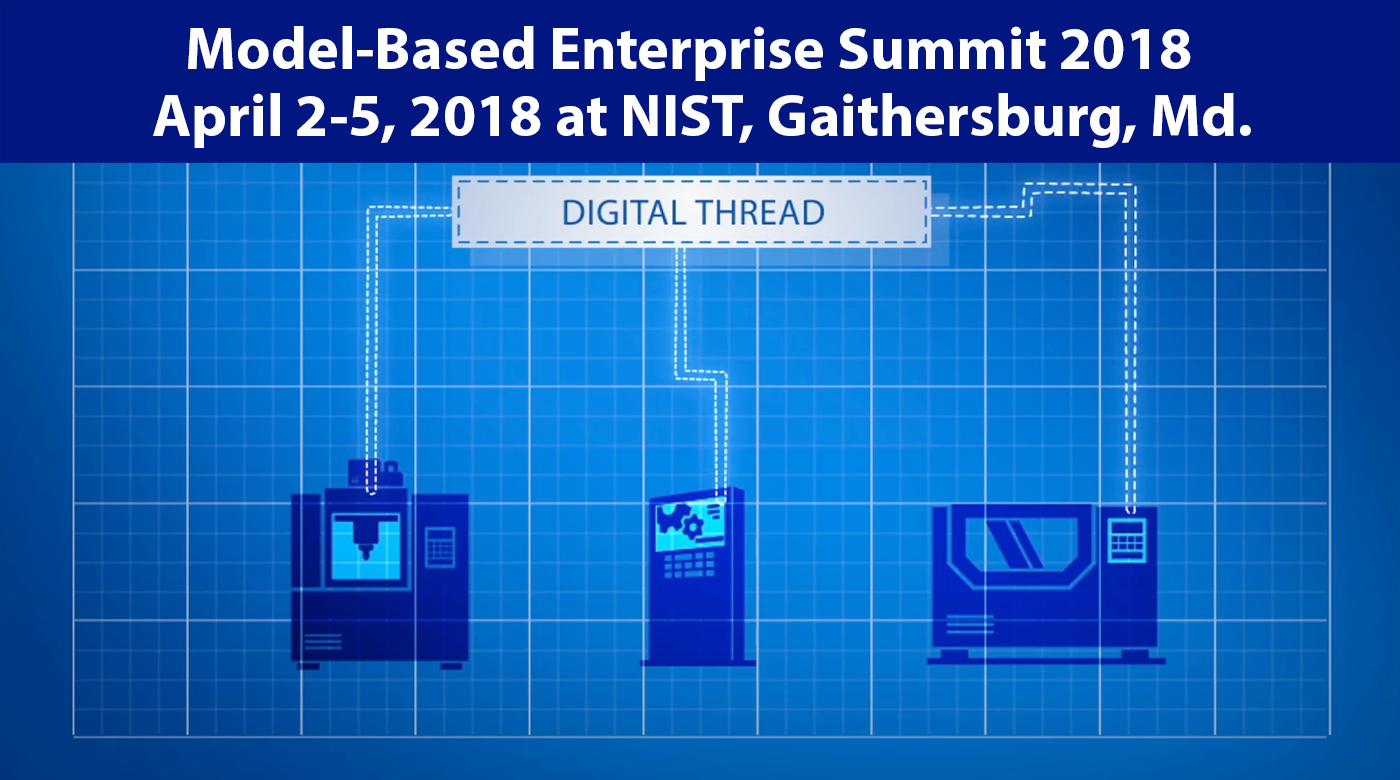 Model-Based Enterprise Summit 2018
April 2-5, 2018 at NIST, Gaithersburg, Md.
DIGITAL THREAD